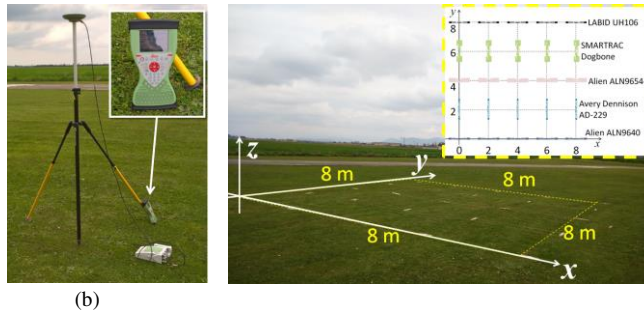 y
8
6
4
2
0
0 2 4 6 8
x
LABID UH106
SMARTRAC
Dogbone
Alien ALN9654
Avery Dennison
AD-229
Alien ALN9640
z
8 m
y
8 m
8 m
8 m
x
(b)